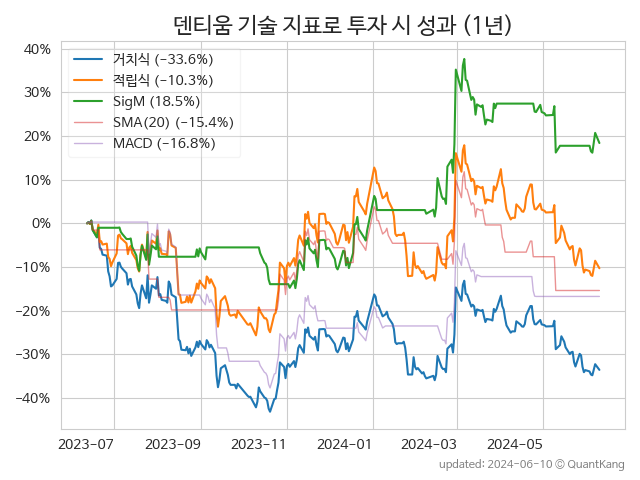 덴티움 기술 지표로 투자 시 성과 (1년)
거치식 (−33.6%)
적립식 (−10.3%)
SigM (18.5%)
SMA(20) (−15.4%)
MACD (−16.8%)
40%
30%
20%
10%
0%
−10%
−20%
−30%
−40%
2023-07 2023-09 2023-11 2024-01 2024-03 2024-05
updated: 2024-06-10 © QuantKang